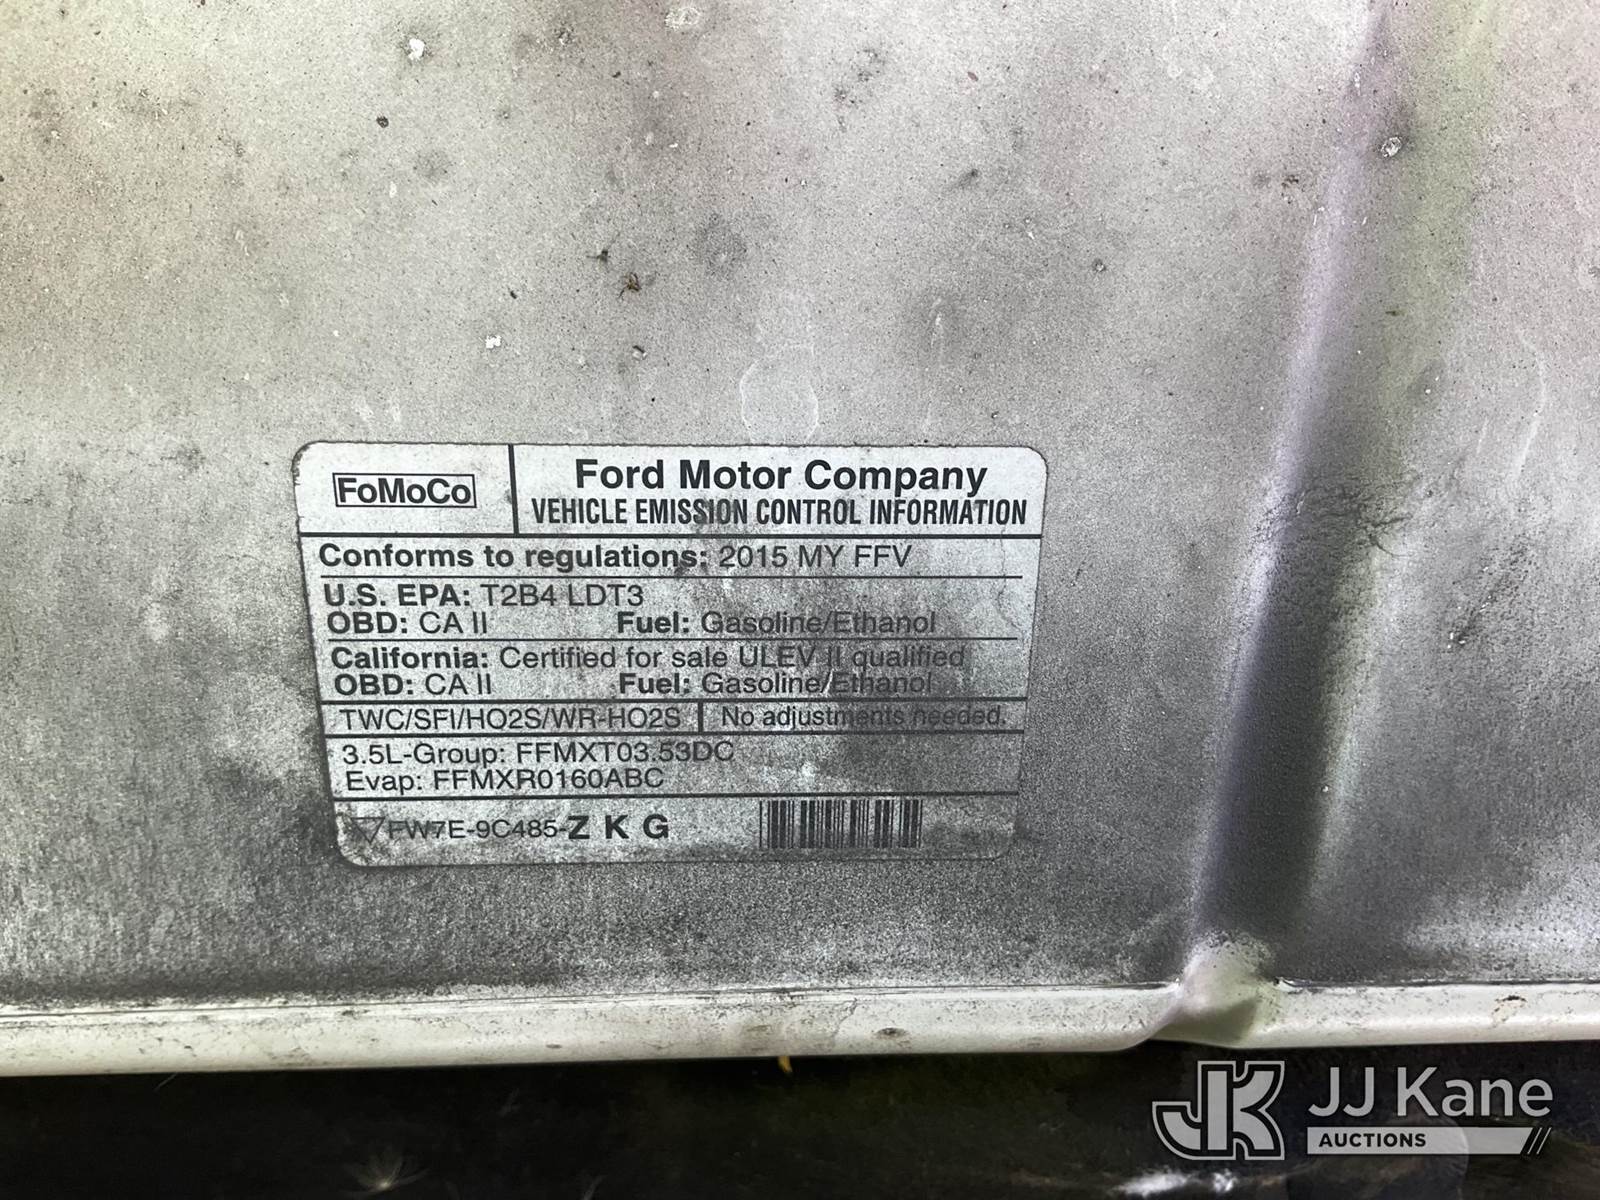 FoMoCo
Ford Motor Company
VEHICLE EMISSION CONTROL INFORMATION
Conforms to regulations: 2015 MY FFV
U.S. EPA: T2B4 LDT3
OBD: CA II Fuel: Gasoline/Ethanol
California: Certified for sale ULEV II qualified
OBD: CA II Fuel: Gasoline/Ethanol
TWC/SFI/HO2S/WR-HO2S No adjustments needed.
3.5L-Group: FFMXT03.53DC
Evap: FFMXR0160ABC
FW7E-9C485-Z K G
JK JJ Kane
AUCTIONS